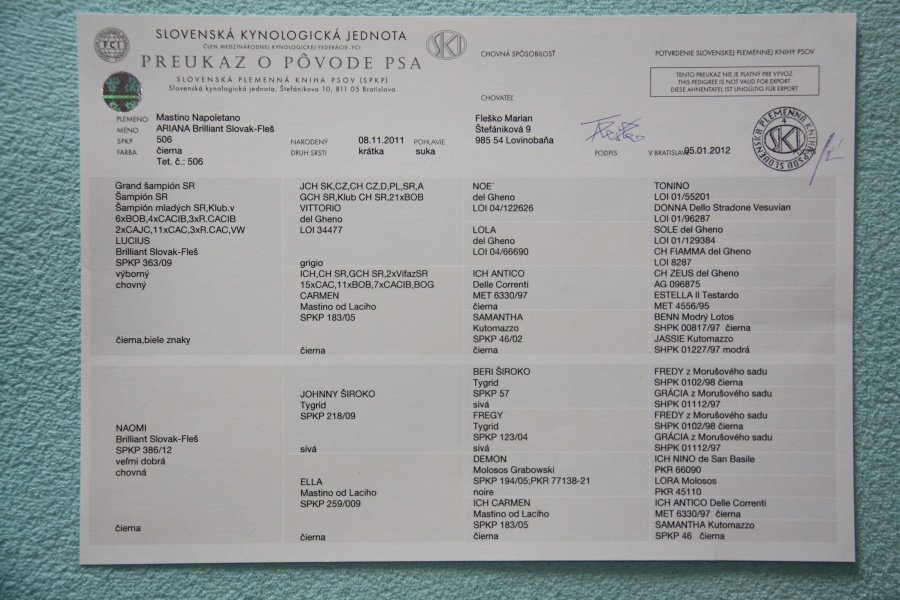 FCI
SLOVENSKÁ KYNOLOGICKÁ JEDNOTA
ČLEN MEDZINÁRODNEJ KYNOLOGICKEJ FEDERÁCIE-FCI
PREUKAZ O PÔVODE PSA
SLOVENSKÁ PLEMENNÁ KNIHA PSOV (SPKP)
Slovenská kynologická jednota, Štefánikova 10, 811 05 Bratislava
SKJ
CHOVNÁ SPÔSOBILOSŤ
POTVRDENIE SLOVENSKEJ PLEMENNEJ KNIHY PSOV
TENTO PREUKAZ NIE JE PLATNÝ PRE VÝVOZ
THIS PEDIGREE IS NOT VALID FOR EXPORT
DIESE AHNENTAFEL IST UNGÜLTIG FÜR EXPORT
CHOVATEĽ
PLEMENO Mastino Napoletano
MENO ARIANA Brilliant Slovak-Fleš
SPKP 506
FARBA čierna
Tet. č.: 506
NARODENÝ 08.11.2011 POHLAVIE
DRUH SRSTI krátka suka
Fleško Marian
Štefániková 9
985 54 Lovinobaňa
PODPIS
V BRATISLAVE 05.01.2012
SLOVENSKÁ PLEMENNÁ KNIHA PSOV
4
SKJ
Grand šampión SR
Šampión SR
Šampión mladých SR,Klub.v
6xBOB,4xCACIB,3xR.CACIB
2xCAJC,11xCAC,3xR.CAC,VW
LUCIUS
Brilliant Slovak-Fleš
SPKP 363/09
výborný
chovný
čierna,biele znaky
JCH SK,CZ,CH CZ,D,PL,SR,A
GCH SR,Klub CH SR,21xBOB
VITTORIO
del Gheno
LOI 34477
grigio
ICH,CH SR,GCH SR,2xVíťazSR
15xCAC,11xBOB,7xCACIB,BOG
CARMEN
Mastino od Laciho
SPKP 183/05
čierna
NOE'
del Gheno
LOI 04/122626
LOLA
del Gheno
LOI 04/66690
ICH ANTICO
Delle Correnti
MET 6330/97
čierna
SAMANTHA
Kutomazzo
SPKP 46/02
čierna
TONINO
LOI 01/55201
DONNA Dello Stradone Vesuvian
LOI 01/96287
SOLE del Gheno
LOI 01/129384
CH FIAMMA del Gheno
LOI 8287
CH ZEUS del Gheno
AG 096875
ESTELLA II Testardo
MET 4556/95
BENN Modrý Lotos
SHPK 00817/97 čierna
JASSIE Kutomazzo
SHPK 01227/97 modrá
NAOMI
Brilliant Slovak-Fleš
SPKP 386/12
veľmi dobrá
chovná
čierna
JOHNNY ŠIROKO
Tygrid
SPKP 218/09
sivá
ELLA
Mastino od Laciho
SPKP 259/009
čierna
BERI ŠIROKO
Tygrid
SPKP 57
sivá
FREGY
Tygrid
SPKP 123/04
sivá
DEMON
Molosos Grabowski
SPKP 194/05;PKR 77138-21
noire
ICH CARMEN
Mastino od Laciho
SPKP 183/05
čierna
FREDY z Morušového sadu
SHPK 0102/98 čierna
GRÁCIA z Morušového sadu
SHPK 01112/97
FREDY z Morušového sadu
SHPK 0102/98 čierna
GRÁCIA z Morušového sadu
SHPK 01112/97
ICH NINO de San Basile
PKR 66090
LORA Molosos
PKR 45110
ICH ANTICO Delle Correnti
MET 6330/97 čierna
SAMANTHA Kutomazzo
SPKP 46 čierna